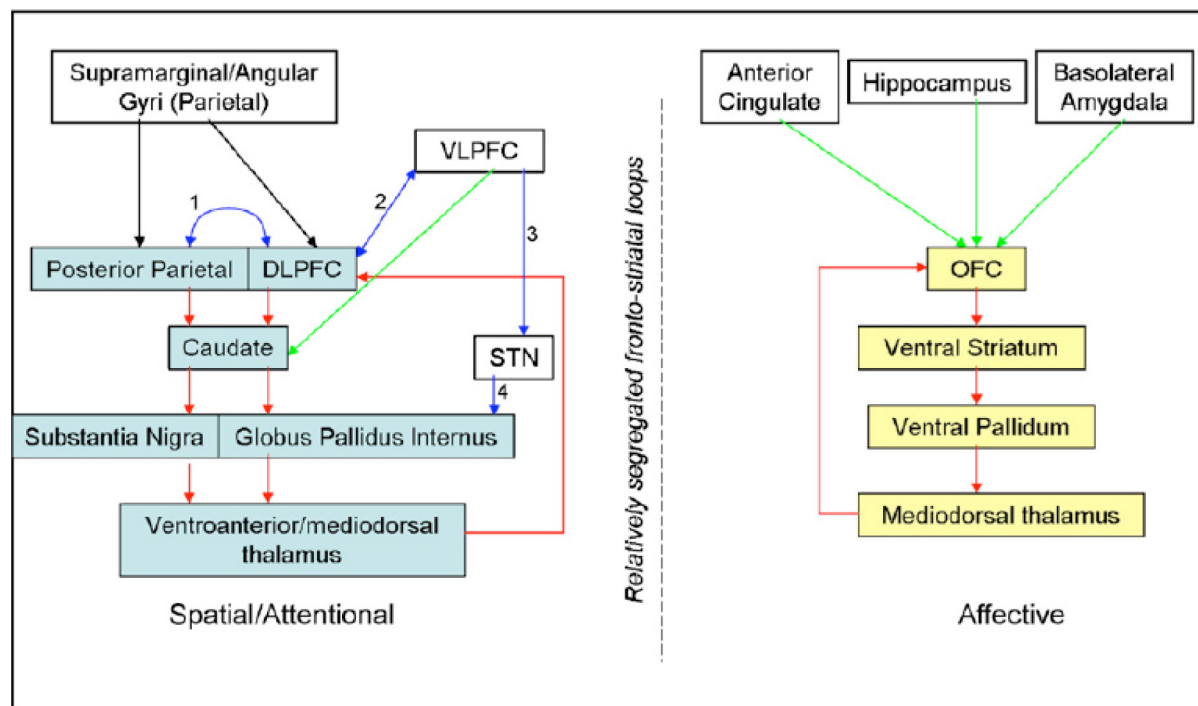 Supramarginal/Angular
Gyri (Parietal)
VLPFC
1
2
3
Posterior Parietal
DLPFC
Caudate
STN
4
Substantia Nigra
Globus Pallidus Internus
Ventroanterior/mediodorsal
thalamus
Spatial/Attentional
Relatively segregated fronto-striatal loops
Anterior
Cingulate
Hippocampus
Basolateral
Amygdala
OFC
Ventral Striatum
Ventral Pallidum
Mediodorsal thalamus
Affective